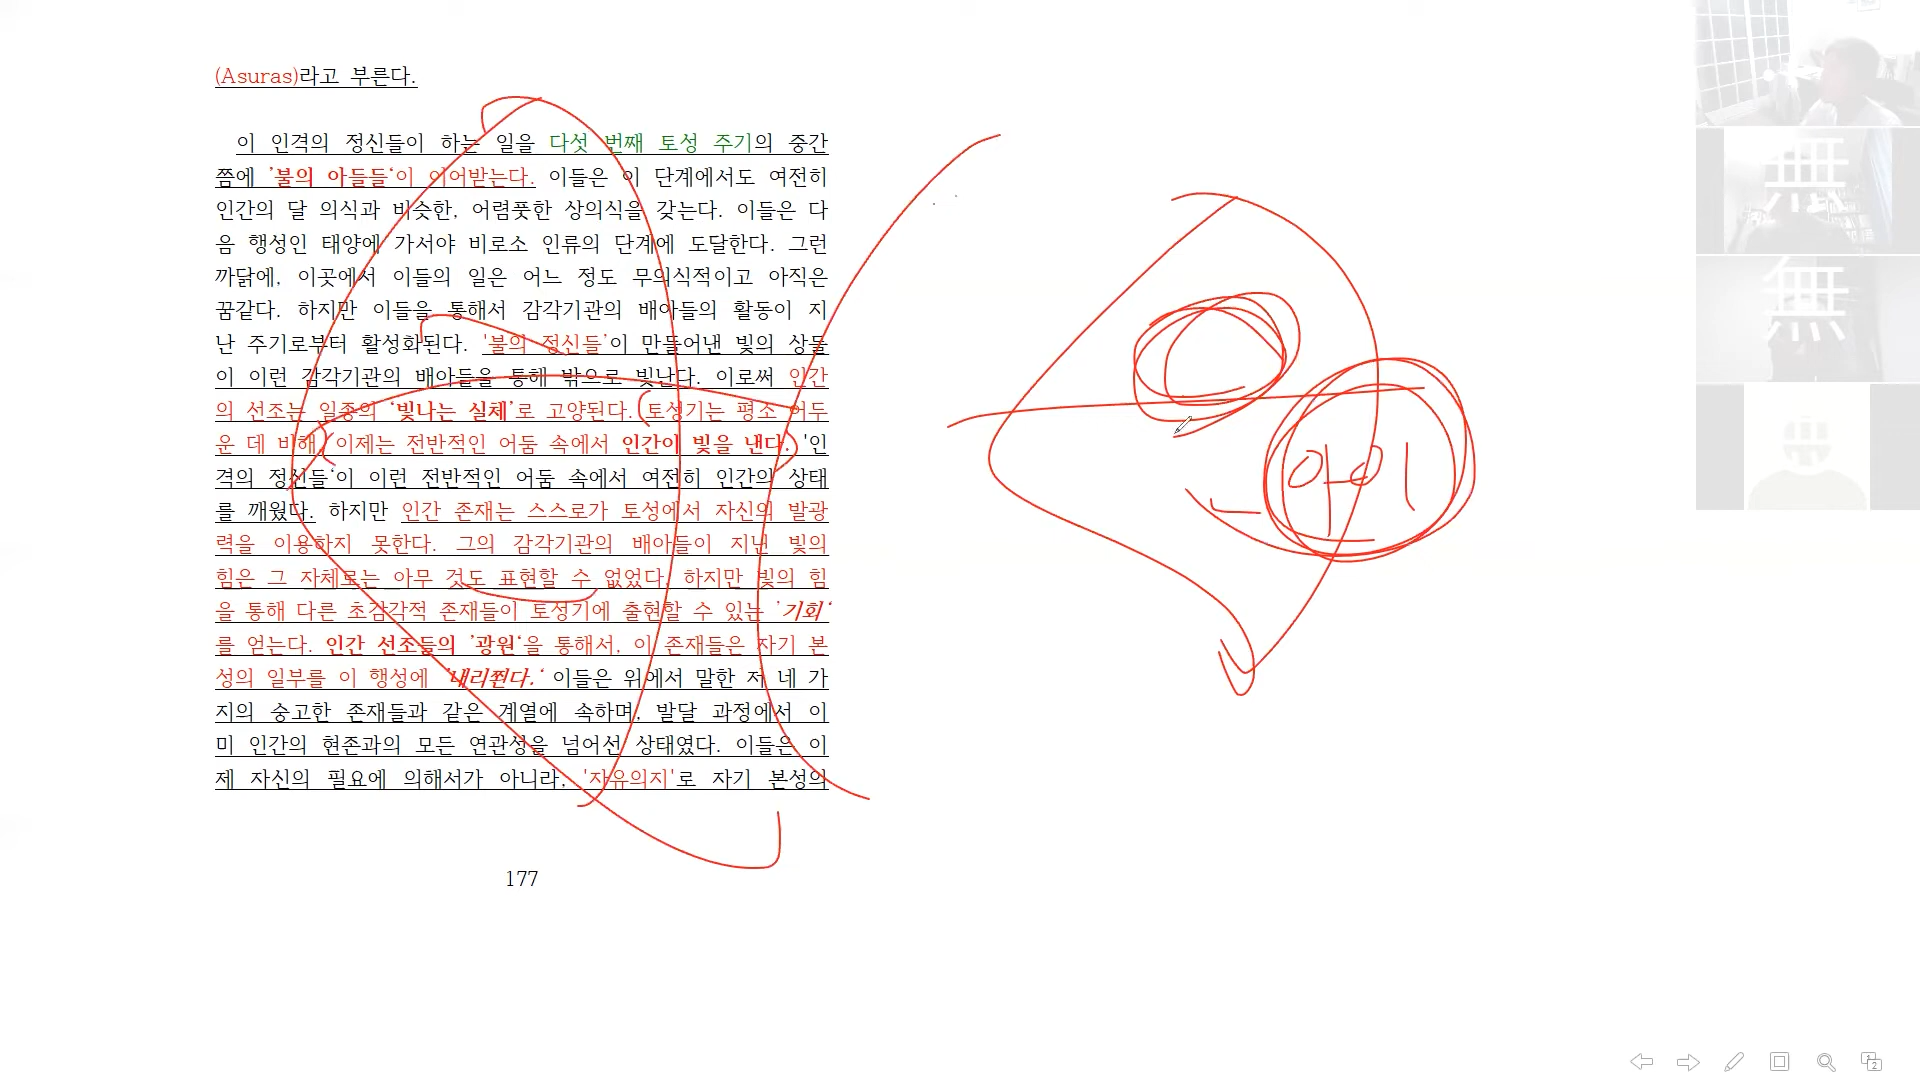 (Asuras)라고 부른다.
이 인격의 정신들이 하는 일을 다섯 번째 토성 주기의 중간
쯤에 '불의 아들들'이 이어받는다. 이들은 이 단계에서도 여전히
인간의 달 의식과 비슷한, 어렴풋한 상의식을 갖는다. 이들은 다
음 행성인 태양에 가서야 비로소 인류의 단계에 도달한다. 그런
까닭에, 이곳에서 이들의 일은 어느 정도 무의식적이고 아직은
꿈같다. 하지만 이들을 통해서 감각기관의 배아들의 활동이 지
난 주기로부터 활성화된다. '불의 정신들'이 만들어낸 빛의 상들
이 이런 감각기관의 배아들을 통해 밖으로 빛난다. 이로써 인간
의 선조는 일종의 '빛나는 실체'로 고양된다. 토성기는 평소 어두
운 데 비해, 이제는 전반적인 어둠 속에서 인간이 빛을 낸다. '인
격의 정신들'이 이런 전반적인 어둠 속에서 여전히 인간의 상태
를 깨웠다. 하지만 인간 존재는 스스로가 토성에서 자신의 발광
력을 이용하지 못한다. 그의 감각기관의 배아들이 지닌 빛의
힘은 그 자체로는 아무 것도 표현할 수 없었다, 하지만 빛의 힘
을 통해 다른 초감각적 존재들이 토성기에 출현할 수 있는 '기회'
를 얻는다. 인간 선조들의 '광원'을 통해서, 이 존재들은 자기 본
성의 일부를 이 행성에 '내리쬔다.' 이들은 위에서 말한 저 네 가
지의 숭고한 존재들과 같은 계열에 속하며, 발달 과정에서 이
미 인간의 현존과의 모든 연관성을 넘어선 상태였다. 이들은 이
제 자신의 필요에 의해서가 아니라, '자유의지'로 자기 본성의
177
無
無
無